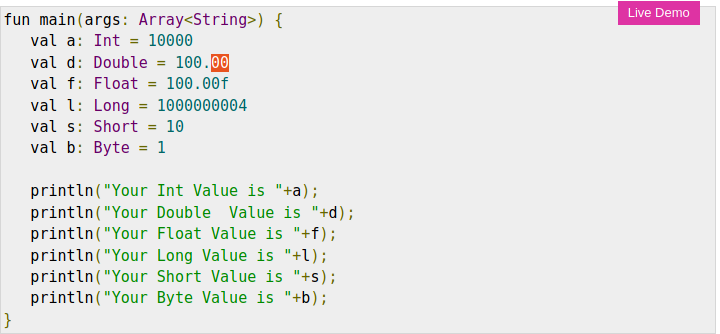 Live Demo
fun main(args: Array<String>) {
   val a: Int = 10000
   val d: Double = 100.00
   val f: Float = 100.00f
   val l: Long = 1000000004
   val s: Short = 10
   val b: Byte = 1

   println("Your Int Value is "+a);
   println("Your Double  Value is "+d);
   println("Your Float Value is "+f);
   println("Your Long Value is "+l);
   println("Your Short Value is "+s);
   println("Your Byte Value is "+b);
}